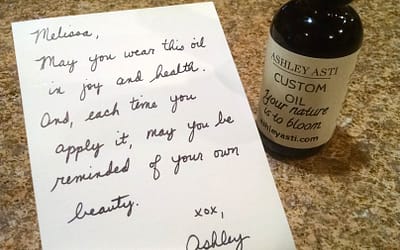 Melissa,
May you wear this oil
in joy and health.
And, each time you
apply it, may you be
reminded of your own
beauty.
xox,
Ashley
ASHLEY ASTI
CUSTOM
OIL
Your nature
is to bloom
ashleyasti.com